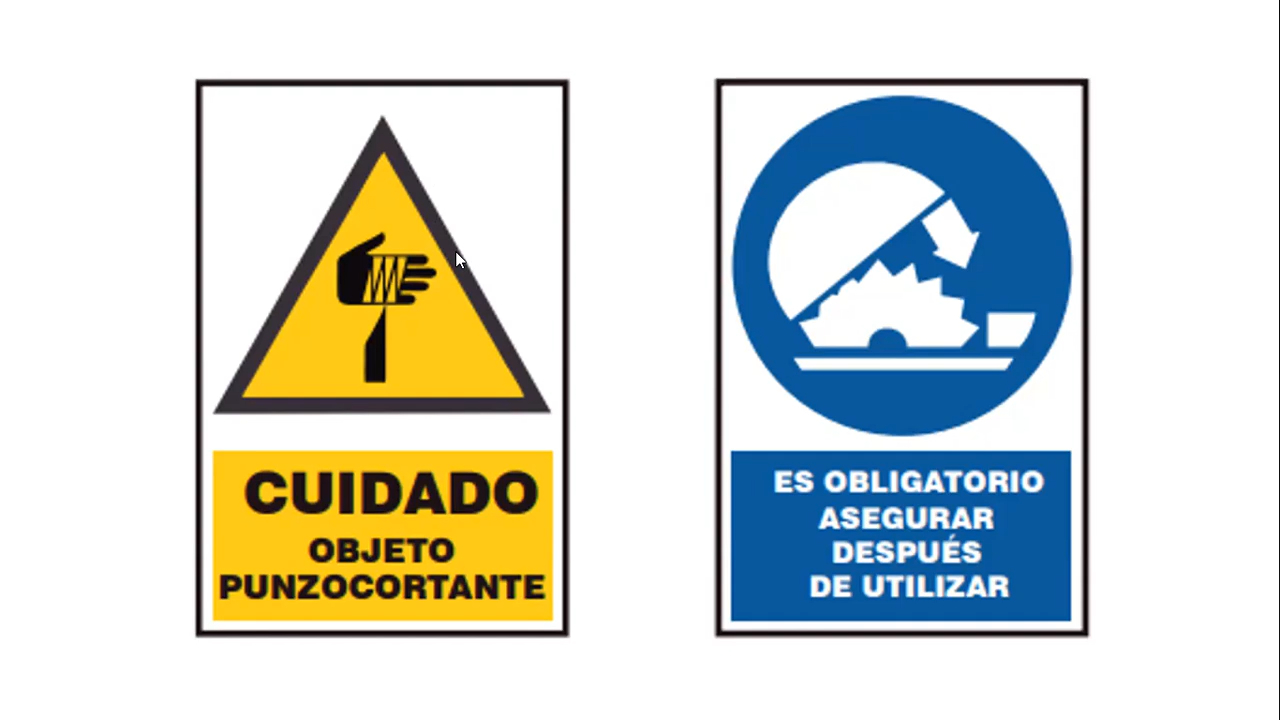 CUIDADO
OBJETO
PUNZOCORTANTE
ES OBLIGATORIO
ASEGURAR
DESPUÉS
DE UTILIZAR